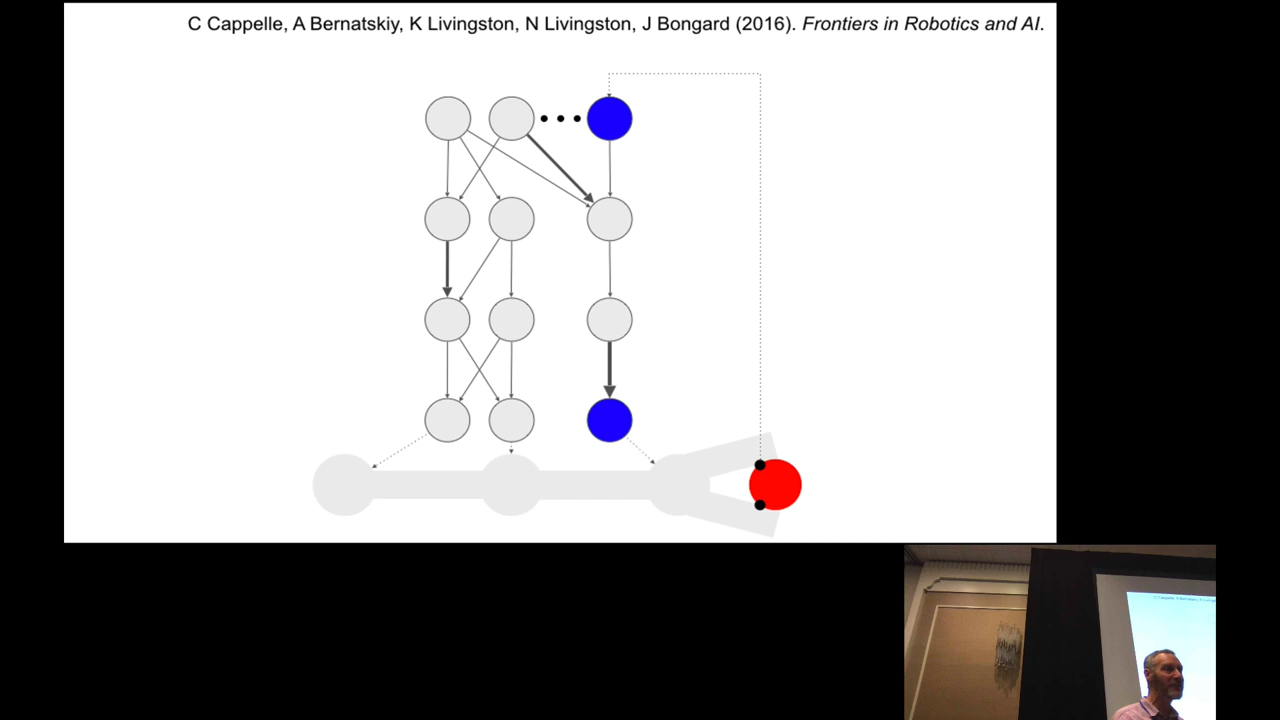 C Cappelle, A Bernatskiy, K Livingston, N Livingston, J Bongard (2016). Frontiers in Robotics and AI.